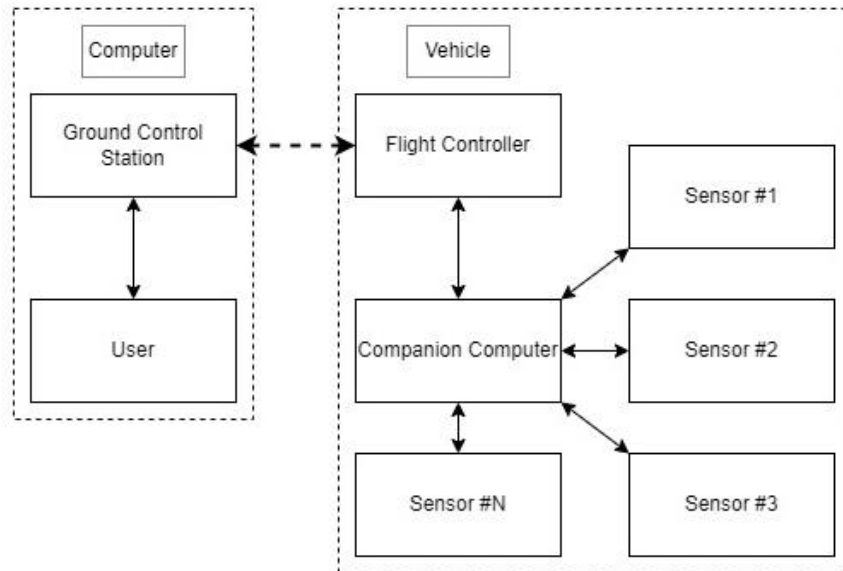 Computer
Ground Control
Station
User
Vehicle
Flight Controller
Companion Computer
Sensor #1
Sensor #2
Sensor #3
Sensor #N